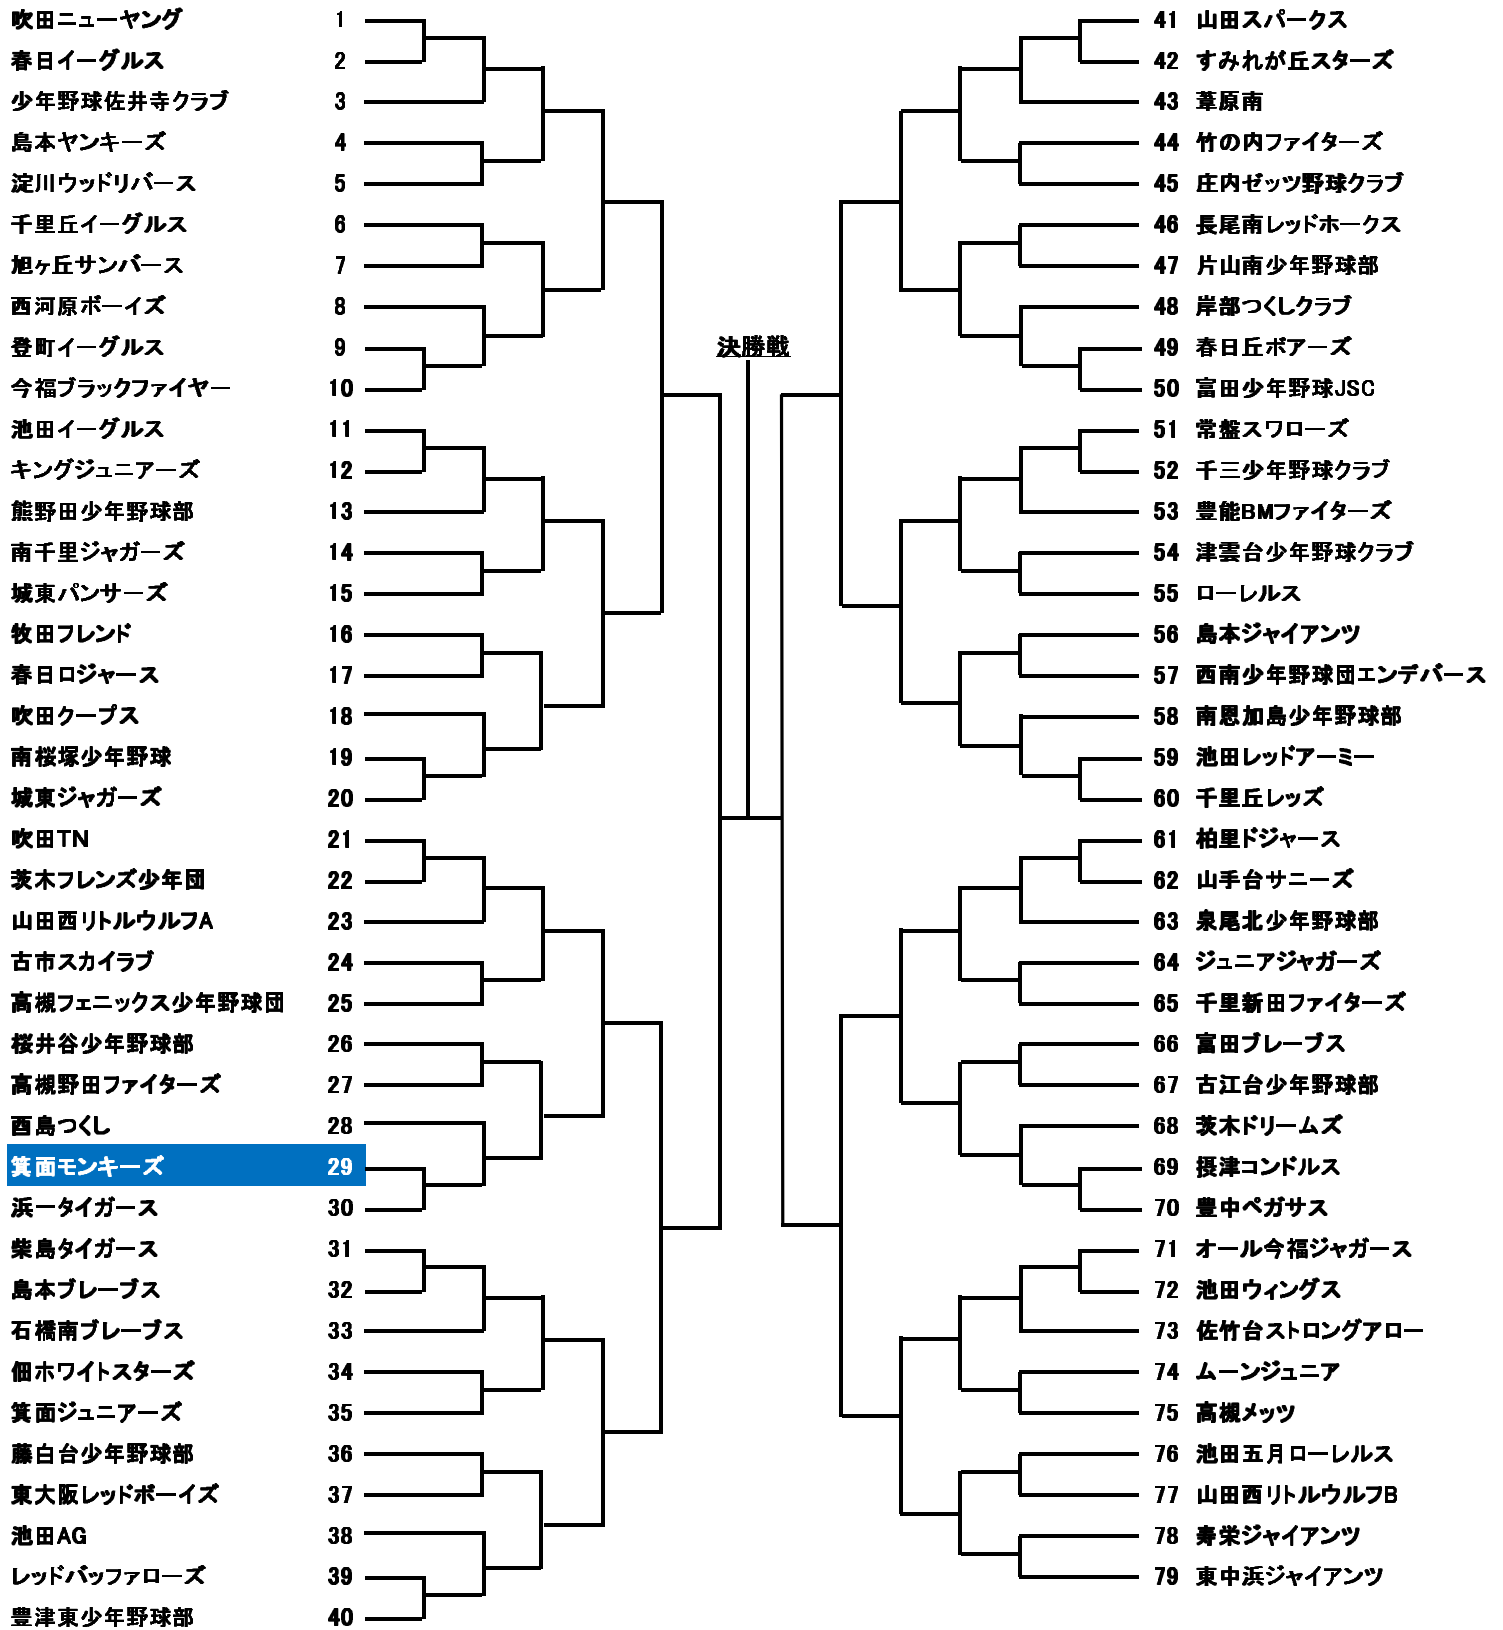 吹田ニューヤング 1
春日イーグルス 2
少年野球佐井寺クラブ 3
島本ヤンキーズ 4
淀川ウッドリバース 5
千里丘イーグルス 6
旭ヶ丘サンバース 7
西河原ボーイズ 8
登町イーグルス 9
今福ブラックファイヤー 10
池田イーグルス 11
キングジュニアーズ 12
熊野田少年野球部 13
南千里ジャガーズ 14
城東パンサーズ 15
牧田フレンド 16
春日ロジャース 17
吹田クープス 18
南桜塚少年野球 19
城東ジャガーズ 20
吹田TN 21
茨木フレンズ少年団 22
山田西リトルウルフA 23
古市スカイラブ 24
高槻フェニックス少年野球団 25
桜井谷少年野球部 26
高槻野田ファイターズ 27
酉島つくし 28
箕面モンキーズ 29
浜一タイガース 30
柴島タイガース 31
島本ブレーブス 32
石橋南ブレーブス 33
佃ホワイトスターズ 34
箕面ジュニアーズ 35
藤白台少年野球部 36
東大阪レッドボーイズ 37
池田AG 38
レッドバッファローズ 39
豊津東少年野球部 40
決勝戦
41 山田スパークス
42 すみれが丘スターズ
43 葦原南
44 竹の内ファイターズ
45 庄内ゼッツ野球クラブ
46 長尾南レッドホークス
47 片山南少年野球部
48 岸部つくしクラブ
49 春日丘ボアーズ
50 富田少年野球JSC
51 常盤スワローズ
52 千三少年野球クラブ
53 豊能BMファイターズ
54 津雲台少年野球クラブ
55 ローレルス
56 島本ジャイアンツ
57 西南少年野球団エンデバース
58 南恩加島少年野球部
59 池田レッドアーミー
60 千里丘レッズ
61 柏里ドジャース
62 山手台サニーズ
63 泉尾北少年野球部
64 ジュニアジャガーズ
65 千里新田ファイターズ
66 富田ブレーブス
67 古江台少年野球部
68 茨木ドリームズ
69 摂津コンドルス
70 豊中ペガサス
71 オール今福ジャガース
72 池田ウィングス
73 佐竹台ストロングアロー
74 ムーンジュニア
75 高槻メッツ
76 池田五月ローレルス
77 山田西リトルウルフB
78 寿栄ジャイアンツ
79 東中浜ジャイアンツ